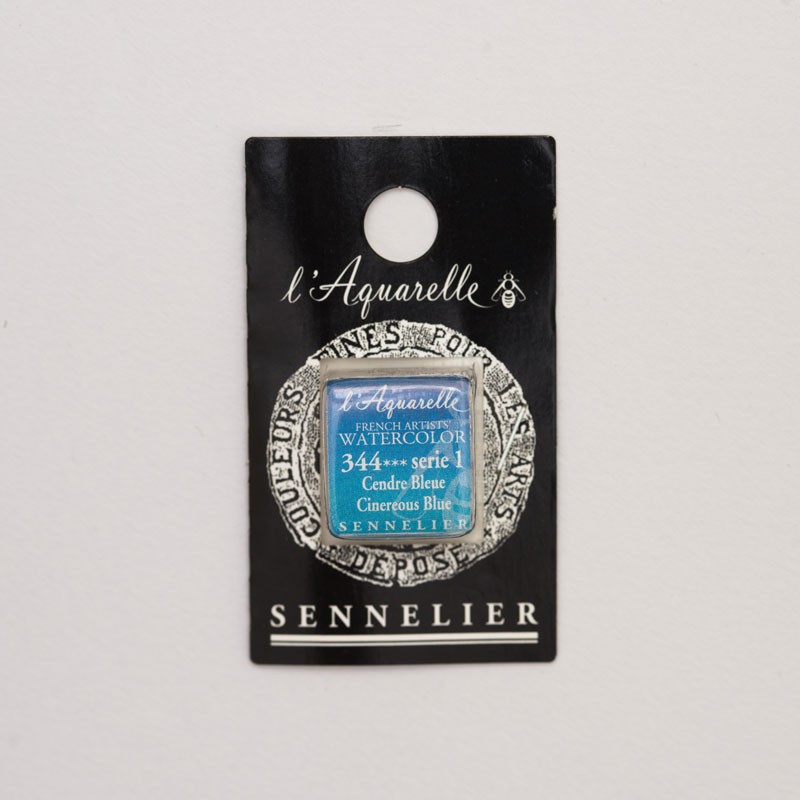 l'Aquarelle
COULEURS FINES POUR LES ARTS
DÉPOSÉ
l'Aquarelle
FRENCH ARTISTS'
WATERCOLOR
344*** serie 1
Cendre Bleue
Cinereous Blue
SENNELIER
SENNELIER